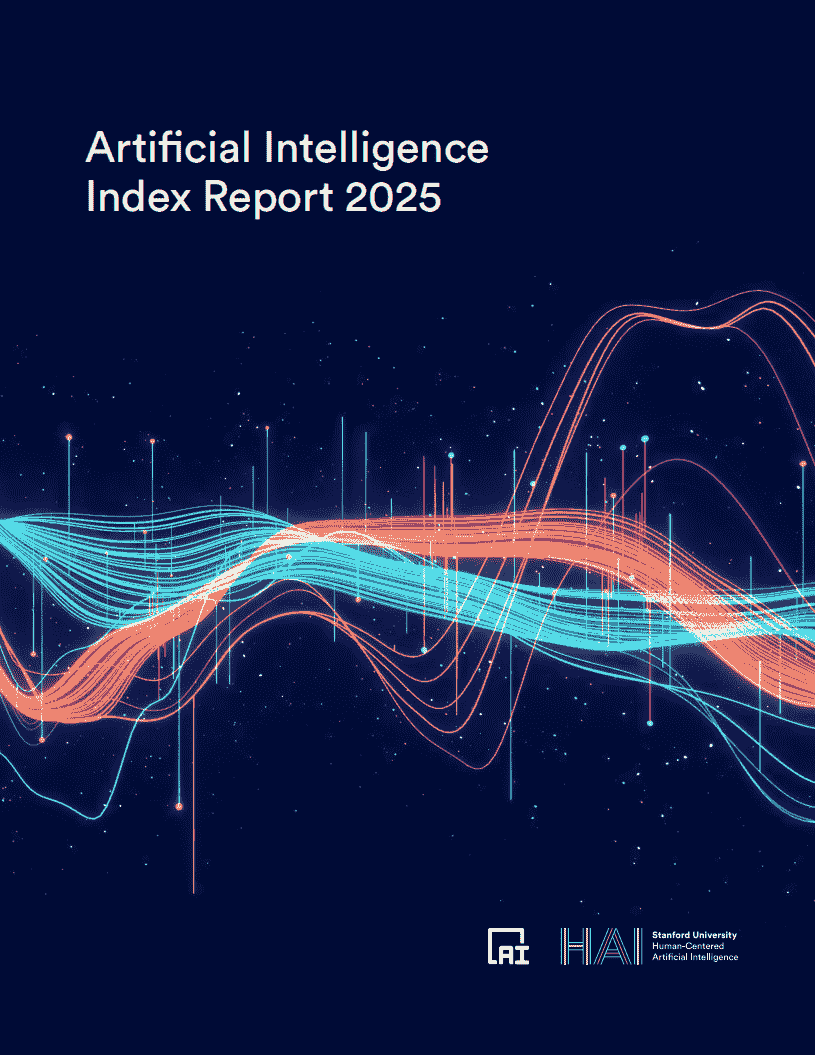 Artificial Intelligence
Index Report 2025
AI
HAI
Stanford University
Human-Centered
Artificial Intelligence